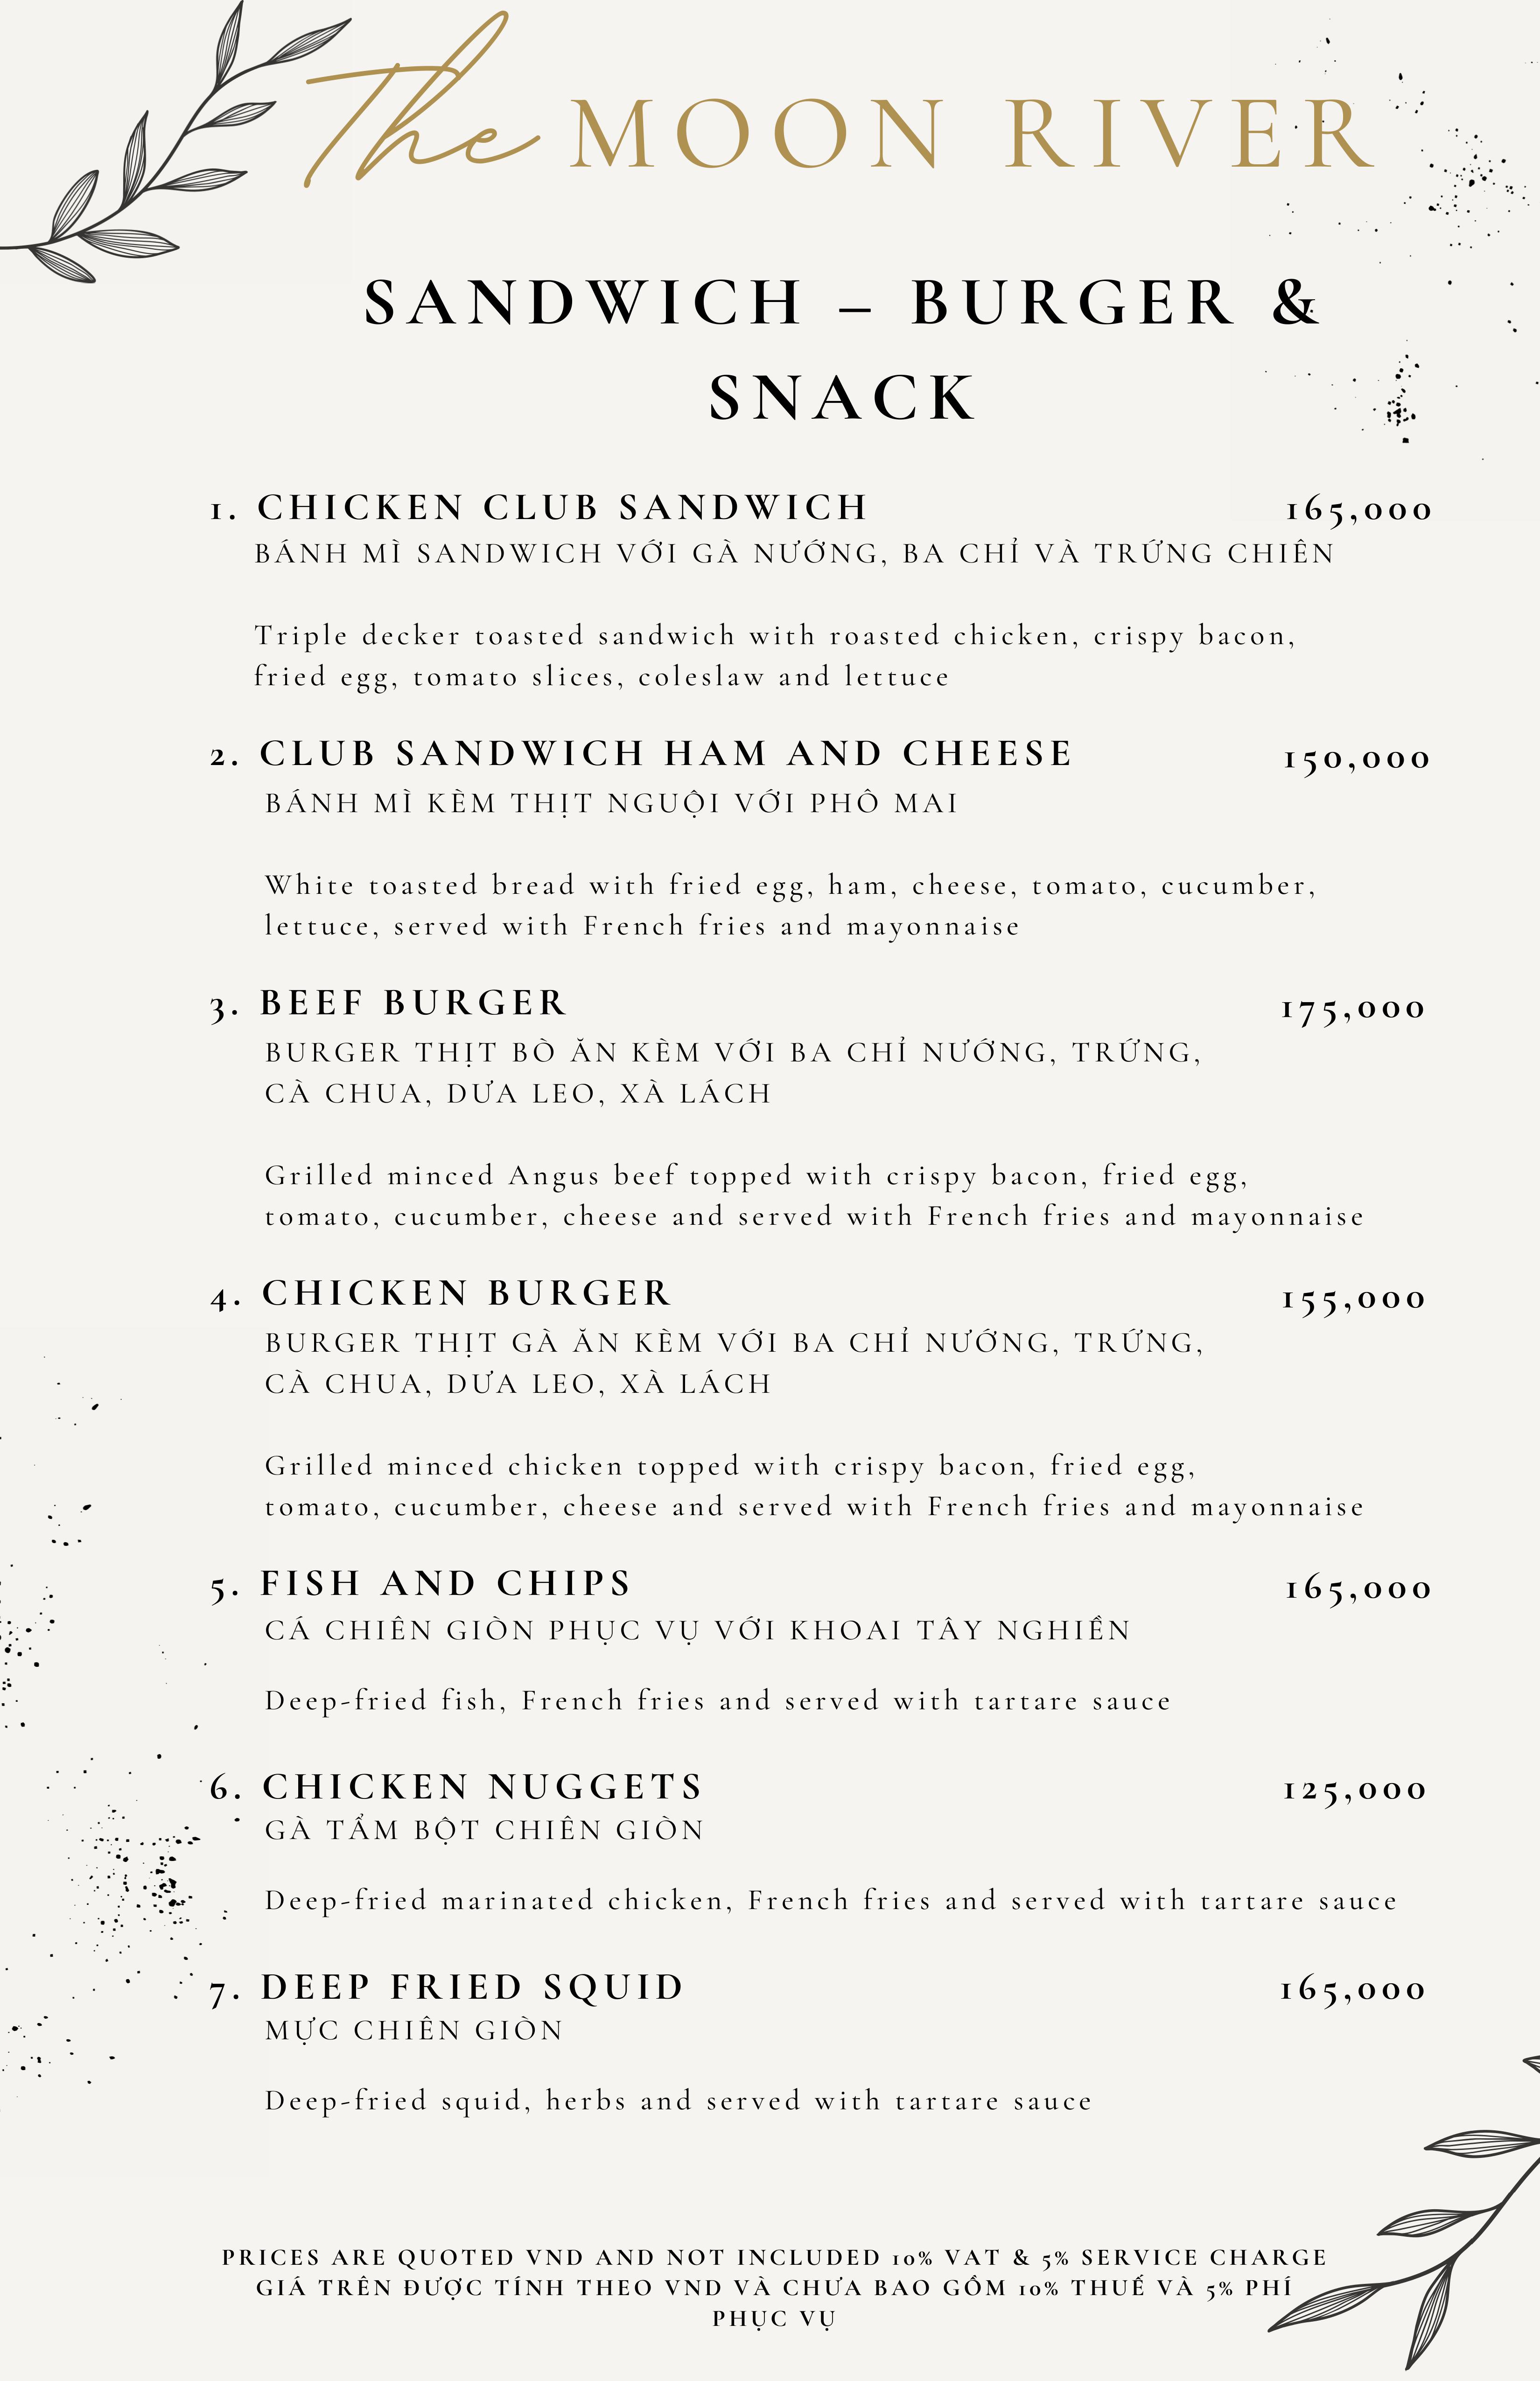 The MOON RIVER
SANDWICH – BURGER &
SNACK
1. CHICKEN CLUB SANDWICH 165,000
BÁNH MÌ SANDWICH VỚI GÀ NƯỚNG, BA CHỈ VÀ TRỨNG CHIÊN
Triple decker toasted sandwich with roasted chicken, crispy bacon,
fried egg, tomato slices, coleslaw and lettuce
2. CLUB SANDWICH HAM AND CHEESE 150,000
BÁNH MÌ KÈM THỊT NGUỘI VỚI PHÔ MAI
White toasted bread with fried egg, ham, cheese, tomato, cucumber,
lettuce, served with French fries and mayonnaise
3. BEEF BURGER 175,000
BURGER THỊT BÒ ĂN KÈM VỚI BA CHỈ NƯỚNG, TRỨNG,
CÀ CHUA, DƯA LEO, XÀ LÁCH
Grilled minced Angus beef topped with crispy bacon, fried egg,
tomato, cucumber, cheese and served with French fries and mayonnaise
4. CHICKEN BURGER 155,000
BURGER THỊT GÀ ĂN KÈM VỚI BA CHỈ NƯỚNG, TRỨNG,
CÀ CHUA, DƯA LEO, XÀ LÁCH
Grilled minced chicken topped with crispy bacon, fried egg,
tomato, cucumber, cheese and served with French fries and mayonnaise
5. FISH AND CHIPS 165,000
CÁ CHIÊN GIÒN PHỤC VỤ VỚI KHOAI TÂY NGHIỀN
Deep-fried fish, French fries and served with tartare sauce
6. CHICKEN NUGGETS 125,000
GÀ TẨM BỘT CHIÊN GIÒN
Deep-fried marinated chicken, French fries and served with tartare sauce
7. DEEP FRIED SQUID 165,000
MỰC CHIÊN GIÒN
Deep-fried squid, herbs and served with tartare sauce
PRICES ARE QUOTED VND AND NOT INCLUDED 10% VAT & 5% SERVICE CHARGE
GIÁ TRÊN ĐƯỢC TÍNH THEO VND VÀ CHƯA BAO GỒM 10% THUẾ VÀ 5% PHÍ
PHỤC VỤ